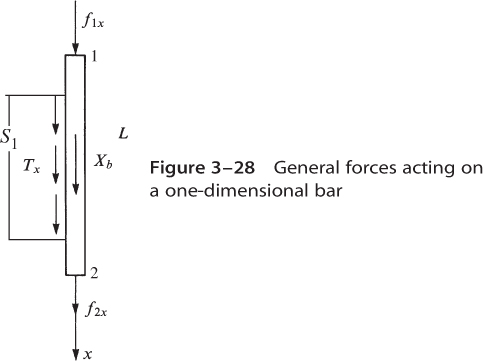 f1x
1
S1
Tx
Xb
L
Figure 3–28 General forces acting on
a one-dimensional bar
2
f2x
x